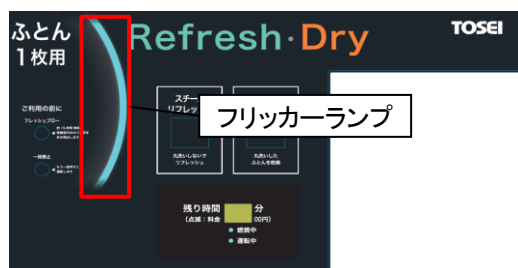 ふとん
1枚用
Refresh·Dry
TOSEI
ご利用の前に
フレッシュブロー
一時停止
スチー
リフレッ
フリッカーランプ
丸洗いしないで
リフレッシュ
丸洗いした
ふとんを乾燥
残り時間 分
(点滅:料金 00円)
燃焼中
運転中